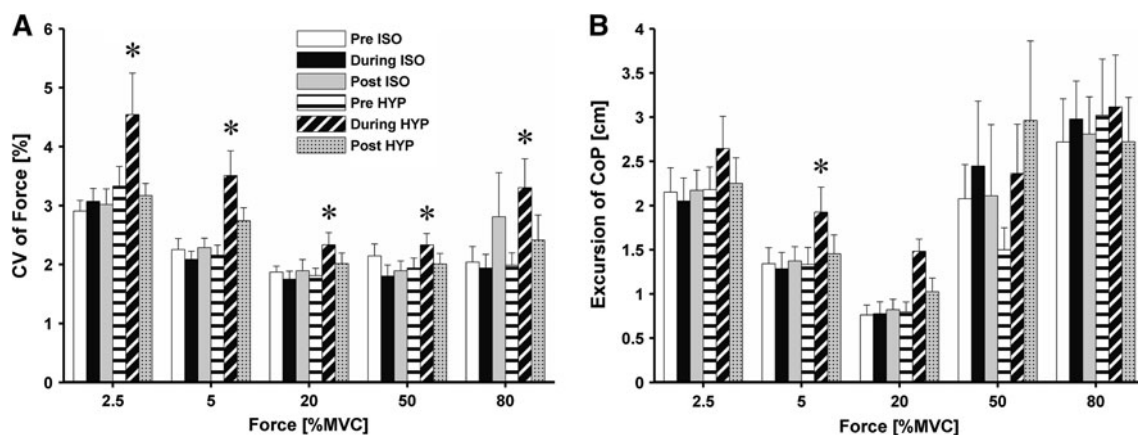 A
CV of Force [%]
6
5
4
3
2
1
0
*
*
*
*
*
Pre ISO
During ISO
Post ISO
Pre HYP
During HYP
Post HYP
2.5 5 20 50 80
Force [%MVC]
B
Excursion of CoP [cm]
4
3.5
3
2.5
2
1.5
1
0.5
0
*
2.5 5 20 50 80
Force [%MVC]